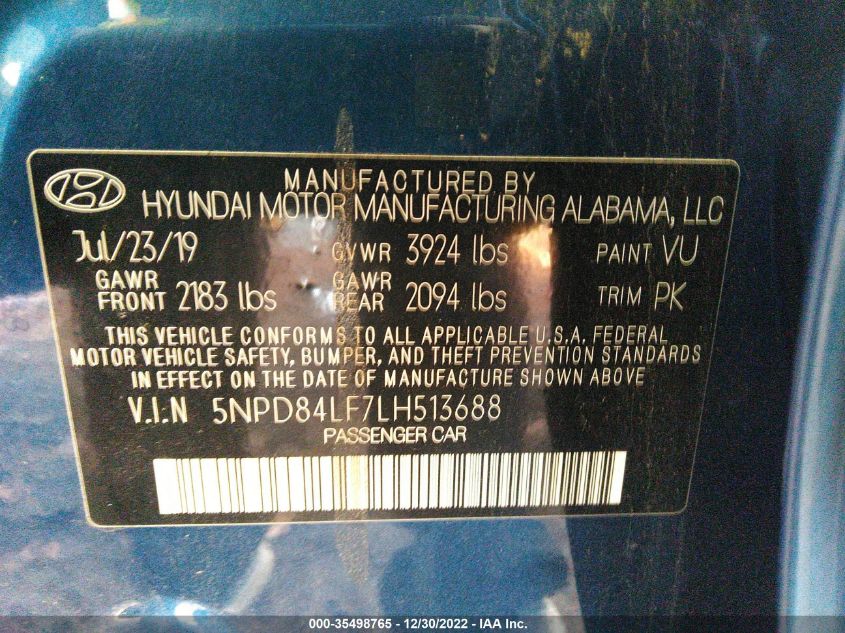 MANUFACTURED BY
HYUNDAI MOTOR MANUFACTURING ALABAMA, LLC
Jul/23/19 GVWR 3924 lbs PAINT VU
GAWR FRONT 2183 lbs GAWR REAR 2094 lbs TRIM PK
THIS VEHICLE CONFORMS TO ALL APPLICABLE U.S.A. FEDERAL
MOTOR VEHICLE SAFETY, BUMPER, AND THEFT PREVENTION STANDARDS
IN EFFECT ON THE DATE OF MANUFACTURE SHOWN ABOVE.
V.I.N 5NPD84LF7LH513688
PASSENGER CAR
000-35498765 - 12/30/2022 - IAA Inc.